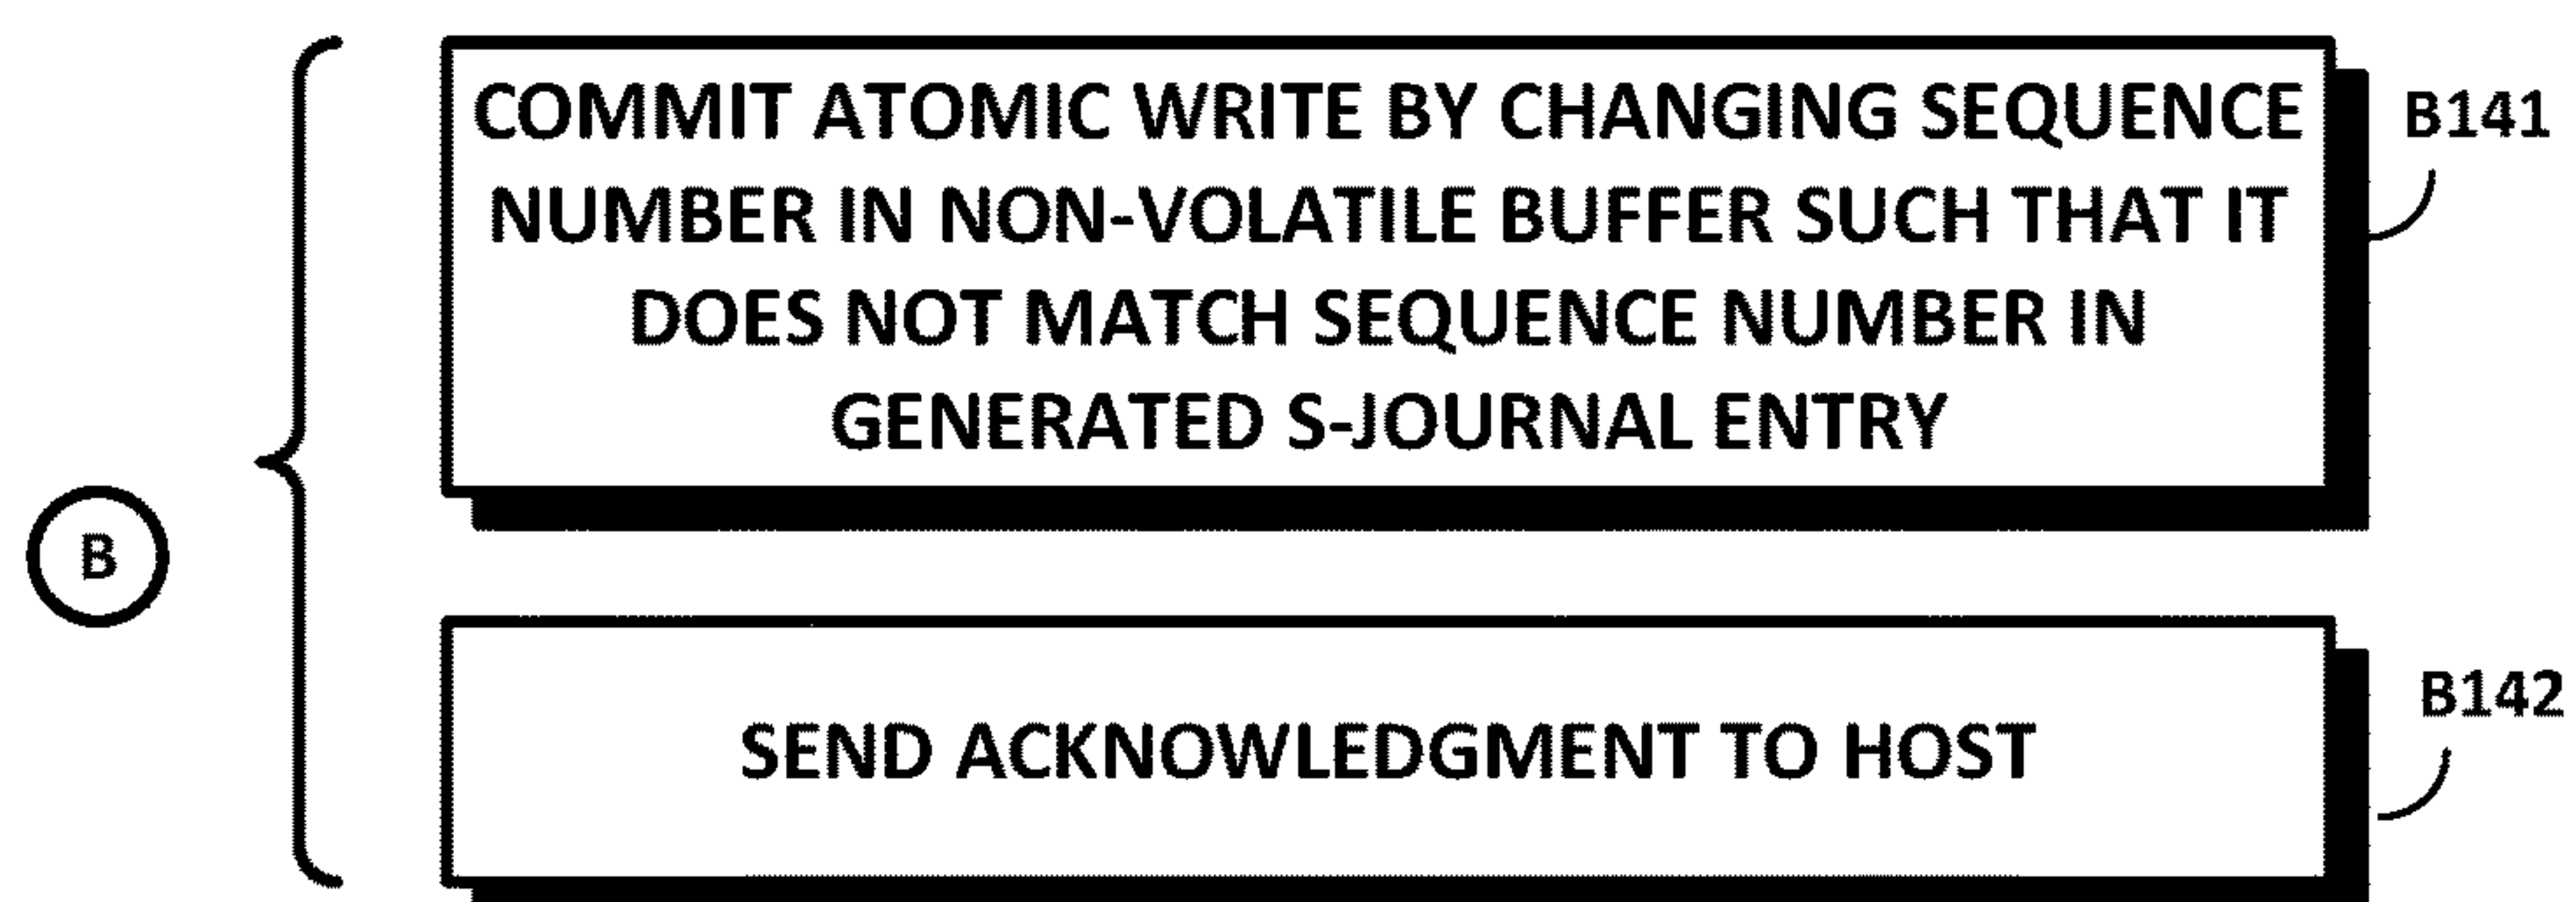 COMMIT ATOMIC WRITE BY CHANGING SEQUENCE
NUMBER IN NON-VOLATILE BUFFER SUCH THAT IT
DOES NOT MATCH SEQUENCE NUMBER IN
GENERATED S-JOURNAL ENTRY
B141
B
SEND ACKNOWLEDGMENT TO HOST
B142